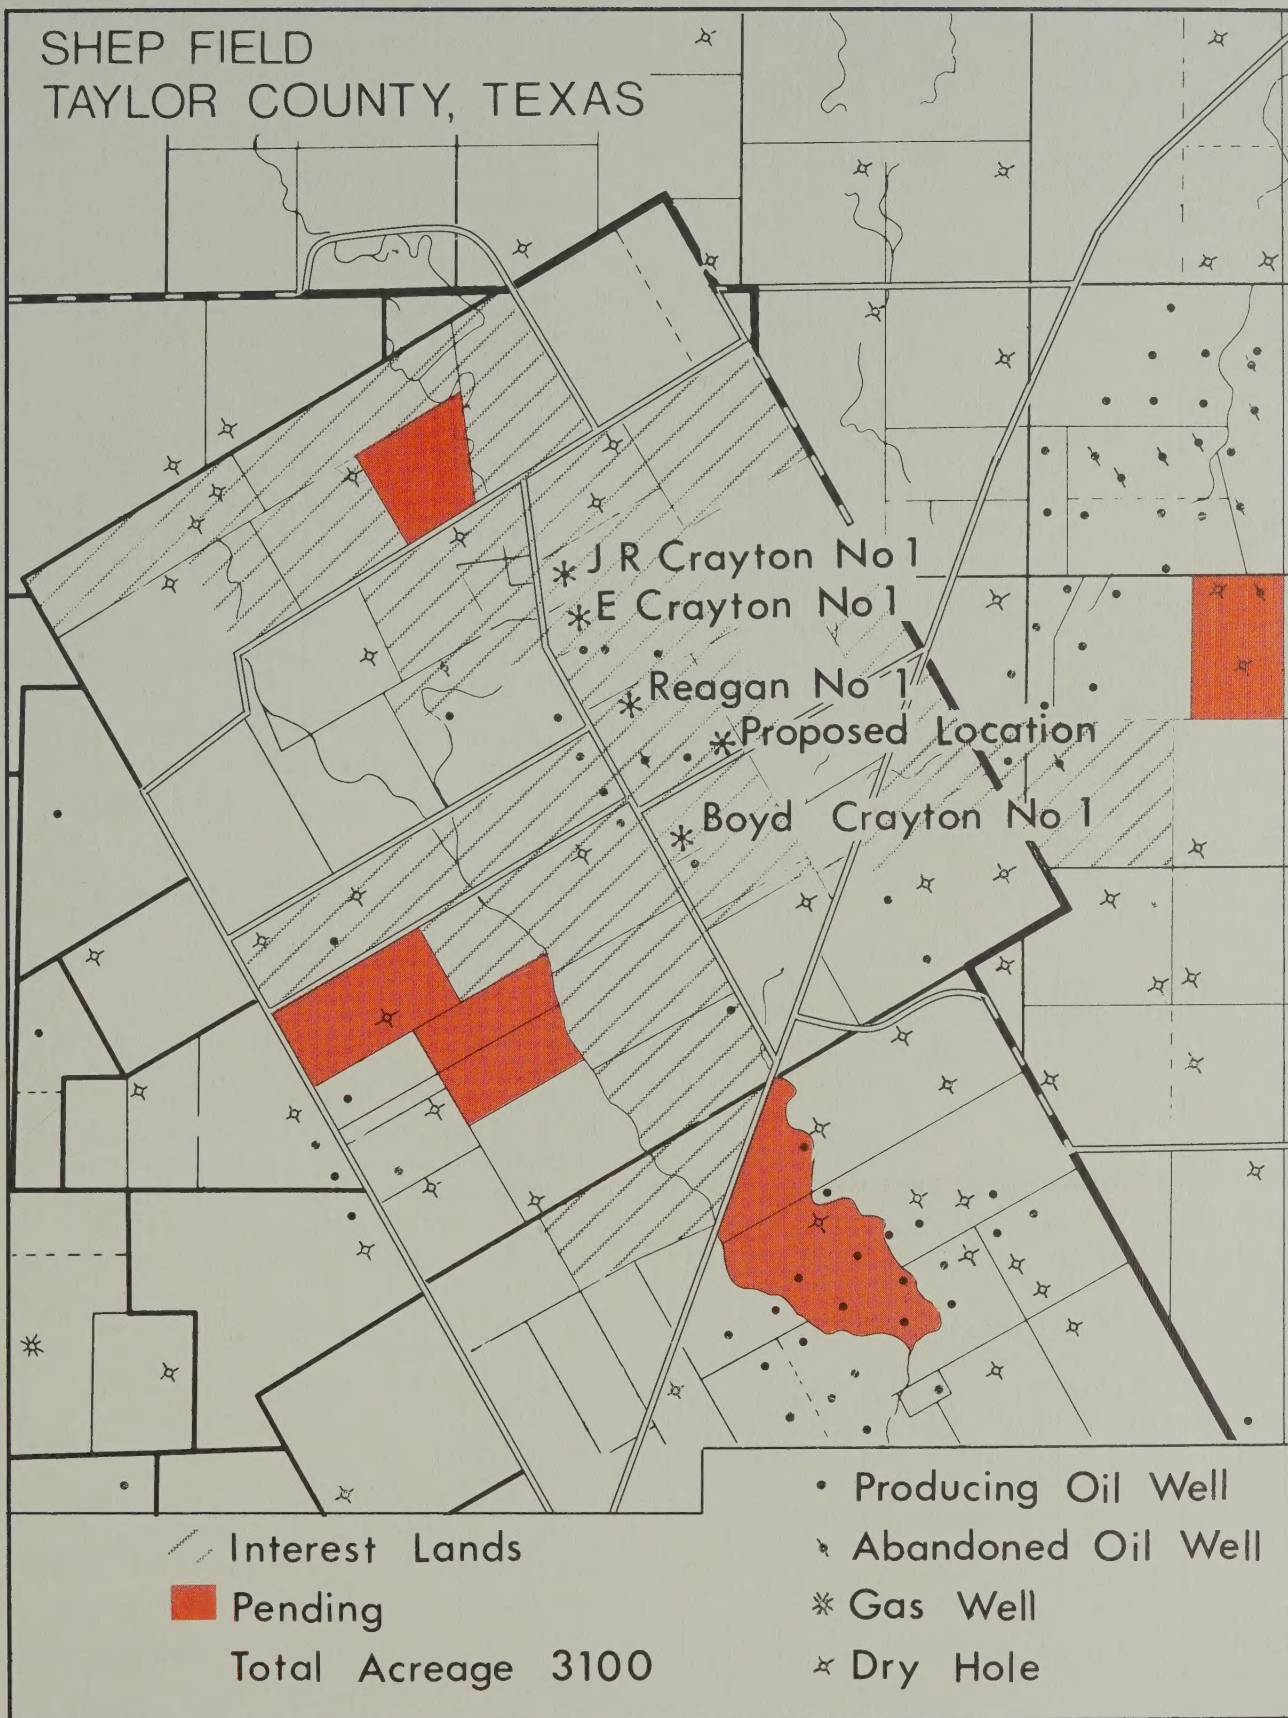 SHEP FIELD
TAYLOR COUNTY, TEXAS
J R Crayton No 1
E Crayton No 1
Reagan No 1
Proposed Location
Boyd Crayton No 1
Interest Lands
Pending
Total Acreage 3100
Producing Oil Well
Abandoned Oil Well
Gas Well
Dry Hole